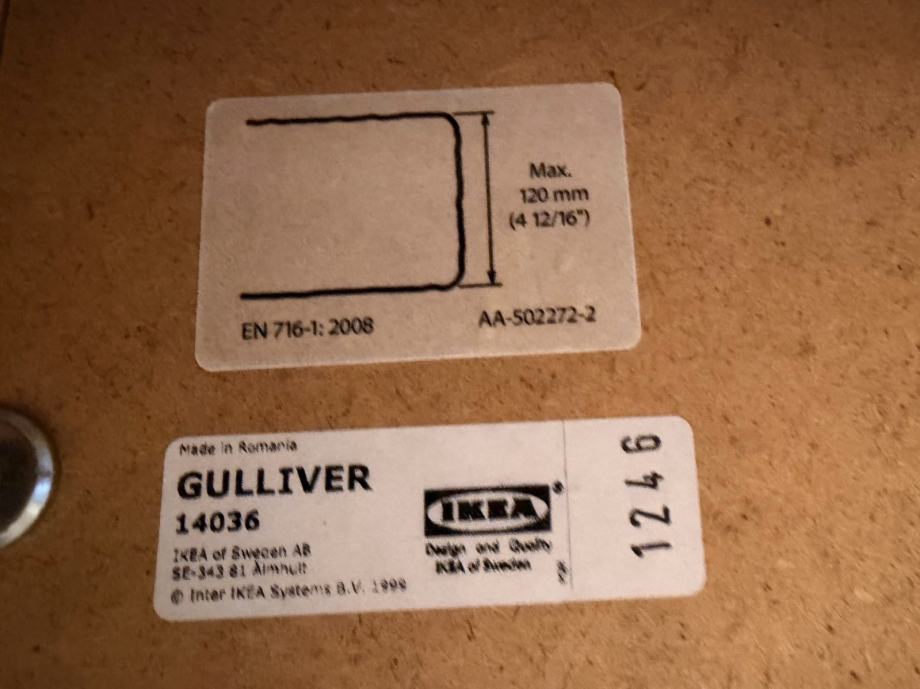 Max.
120 mm
(4 12/16")
EN 716-1: 2008
AA-502272-2
Made in Romania
GULLIVER
14036
IKEA of Sweden AB
SE-343 81 Älmhult
© Inter IKEA Systems B.V. 1999
IKEA®
Design and Quality
IKEA of Sweden
1246